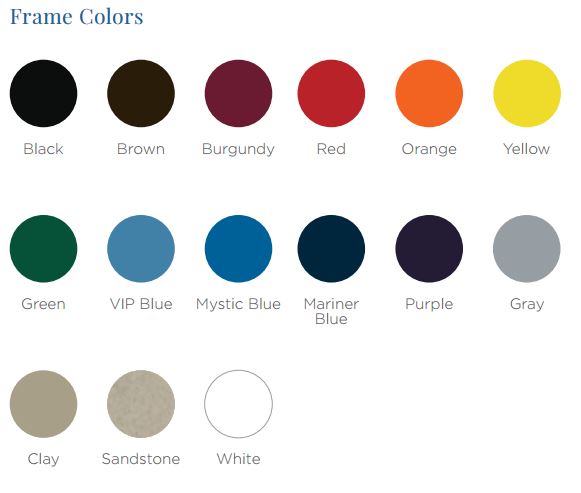 Frame Colors
Black
Brown
Burgundy
Red
Orange
Yellow
Green
VIP Blue
Mystic Blue
Mariner
Blue
Purple
Gray
Clay
Sandstone
White